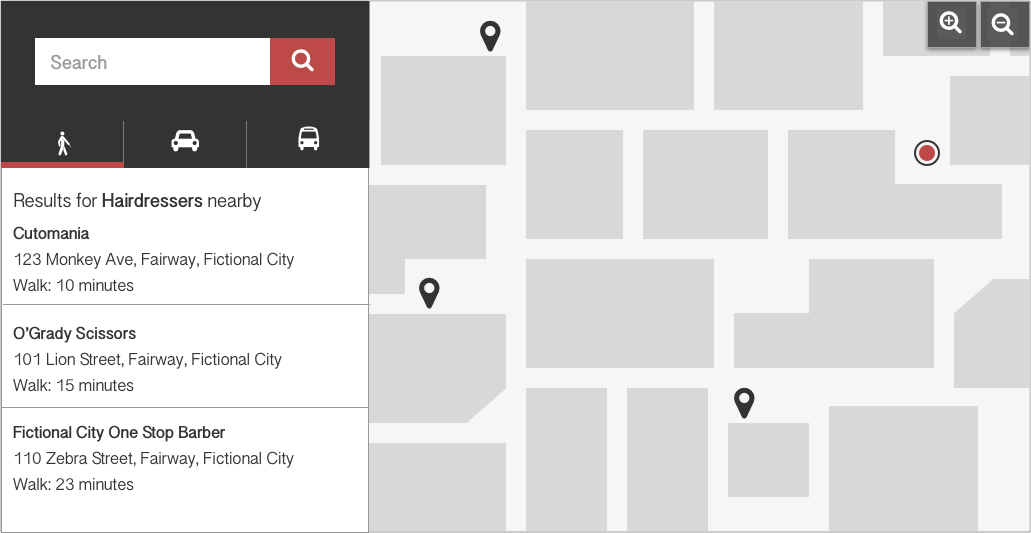 Search
Results for Hairdressers nearby
Cutomania
123 Monkey Ave, Fairway, Fictional City
Walk: 10 minutes
O'Grady Scissors
101 Lion Street, Fairway, Fictional City
Walk: 15 minutes
Fictional City One Stop Barber
110 Zebra Street, Fairway, Fictional City
Walk: 23 minutes